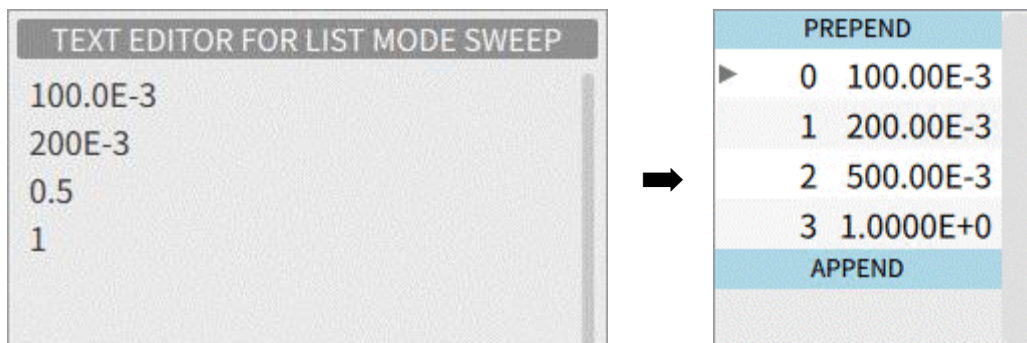 TEXT EDITOR FOR LIST MODE SWEEP
100.0E-3
200E-3
0.5
1
PREPEND
0 100.00E-3
1 200.00E-3
2 500.00E-3
3 1.0000E+0
APPEND